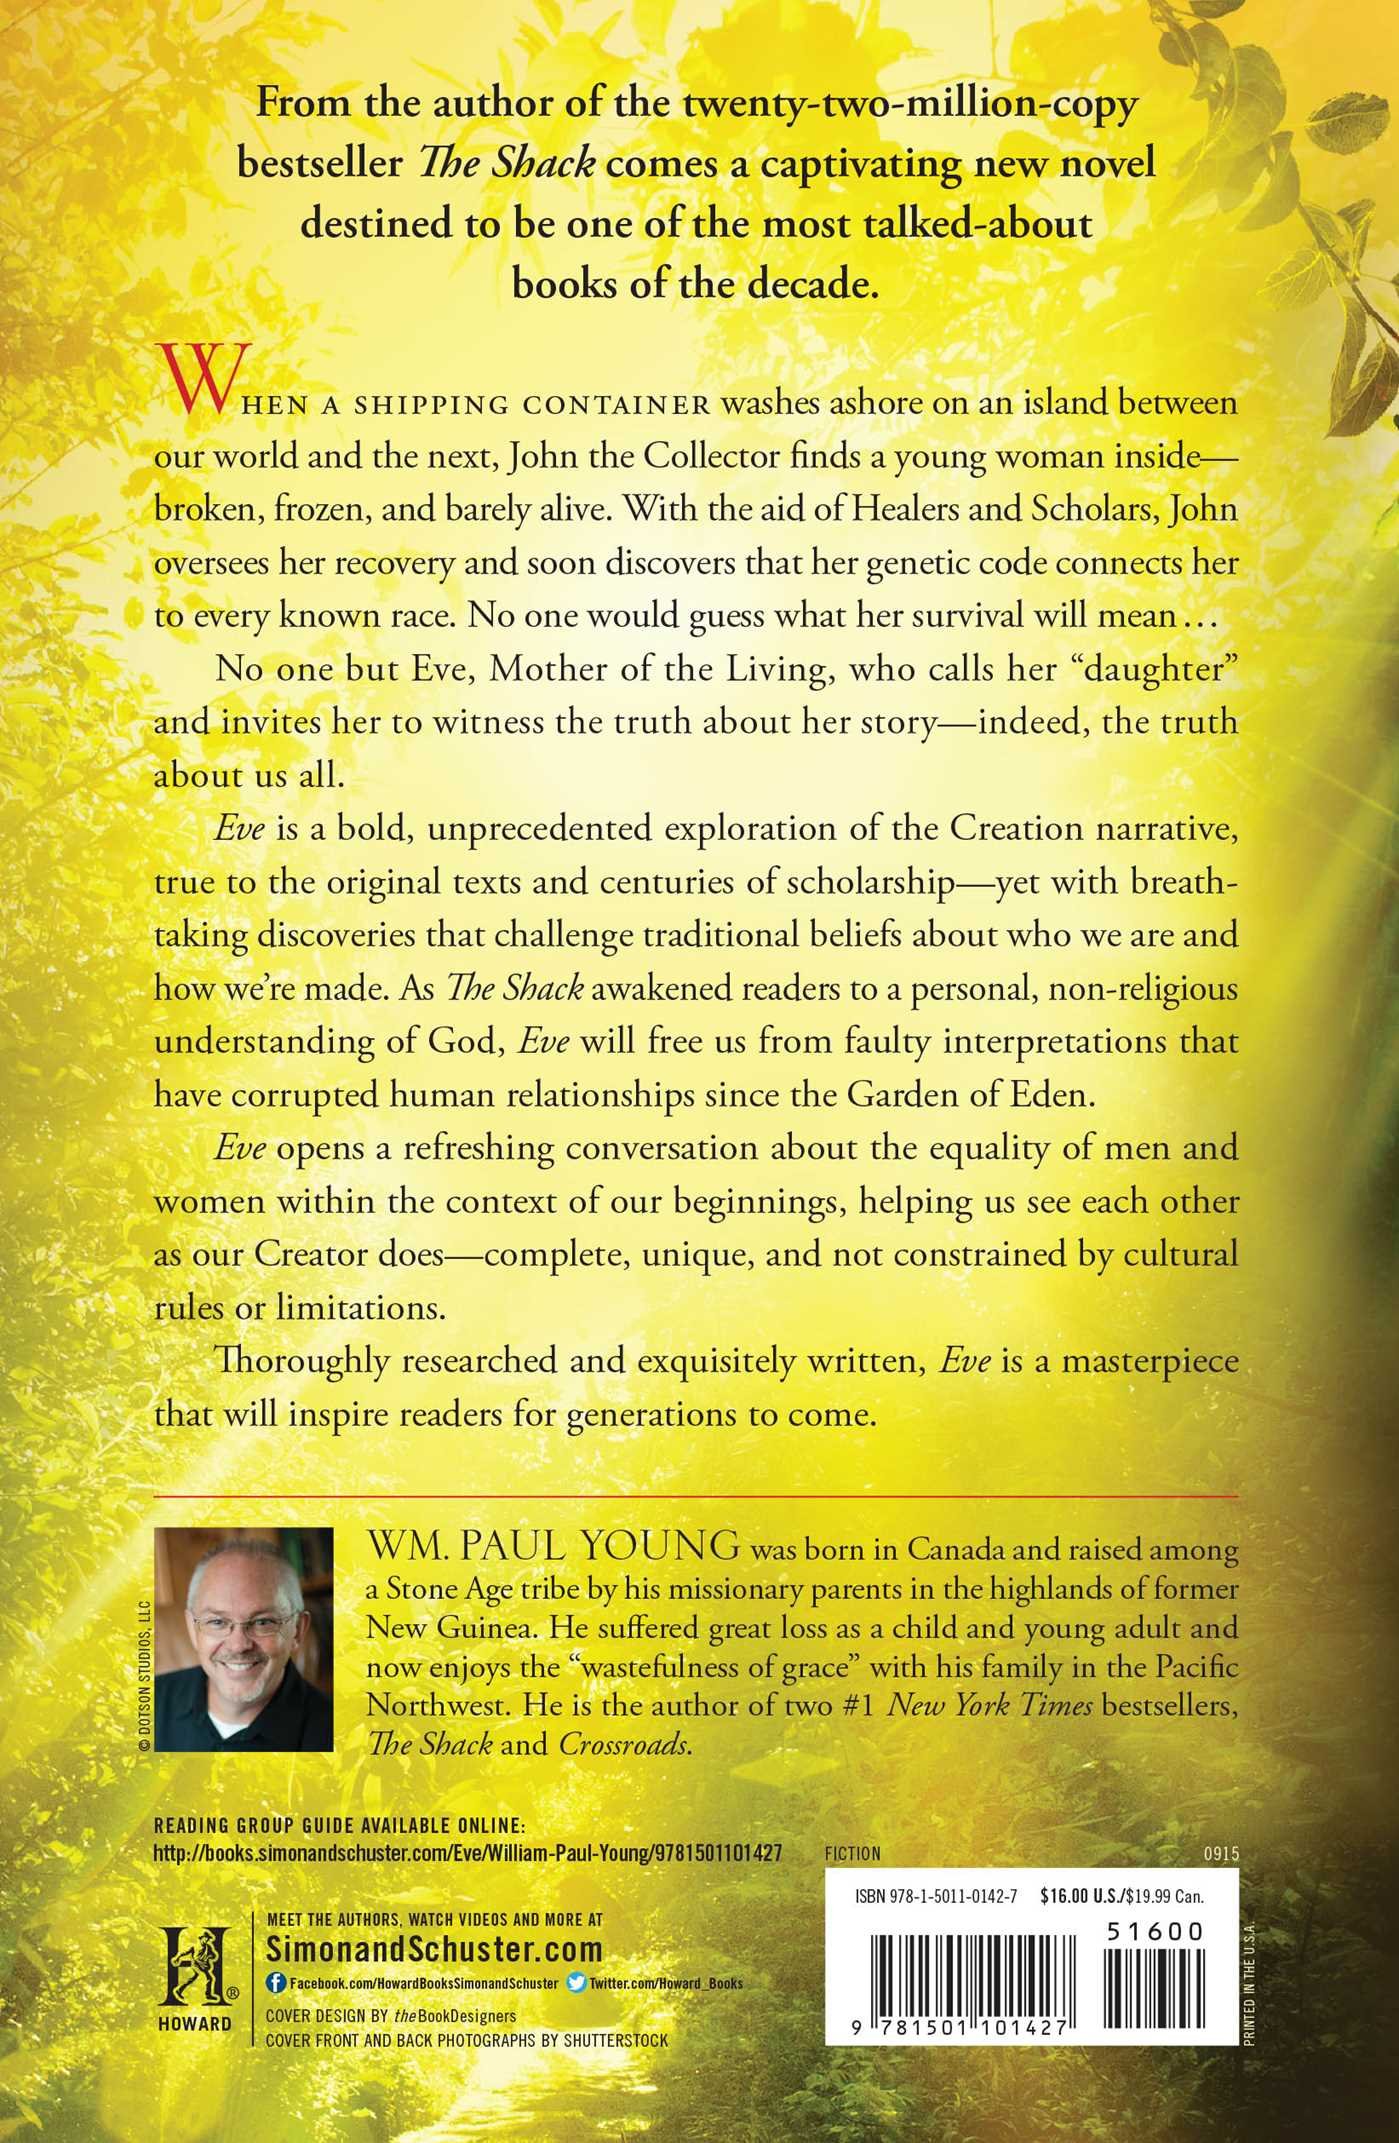 From the author of the twenty-two-million-copy
bestseller The Shack comes a captivating new novel
destined to be one of the most talked-about
books of the decade.
WHEN A SHIPPING CONTAINER washes ashore on an island between
our world and the next, John the Collector finds a young woman inside—
broken, frozen, and barely alive. With the aid of Healers and Scholars, John
oversees her recovery and soon discovers that her genetic code connects her
to every known race. No one would guess what her survival will mean...
No one but Eve, Mother of the Living, who calls her “daughter”
and invites her to witness the truth about her story—indeed, the truth
about us all.
Eve is a bold, unprecedented exploration of the Creation narrative,
true to the original texts and centuries of scholarship—yet with breath-
taking discoveries that challenge traditional beliefs about who we are and
how we’re made. As The Shack awakened readers to a personal, non-religious
understanding of God, Eve will free us from faulty interpretations that
have corrupted human relationships since the Garden of Eden.
Eve opens a refreshing conversation about the equality of men and
women within the context of our beginnings, helping us see each other
as our Creator does—complete, unique, and not constrained by cultural
rules or limitations.
Thoroughly researched and exquisitely written, Eve is a masterpiece
that will inspire readers for generations to come.
© DOTSON STUDIOS, LLC
WM. PAUL YOUNG was born in Canada and raised among
a Stone Age tribe by his missionary parents in the highlands of former
New Guinea. He suffered great loss as a child and young adult and
now enjoys the “wastefulness of grace” with his family in the Pacific
Northwest. He is the author of two #1 New York Times bestsellers,
The Shack and Crossroads.
READING GROUP GUIDE AVAILABLE ONLINE:
http://books.simonandschuster.com/Eve/William-Paul-Young/9781501101427
H®
HOWARD
MEET THE AUTHORS, WATCH VIDEOS AND MORE AT
SimonandSchuster.com
Facebook.com/HowardBooksSimonandSchuster Twitter.com/Howard_Books
COVER DESIGN BY theBookDesigners
COVER FRONT AND BACK PHOTOGRAPHS BY SHUTTERSTOCK
FICTION 0915
ISBN 978-1-5011-0142-7 $16.00 U.S./$19.99 Can.
51600
9 781501 101427
PRINTED IN THE U.S.A.